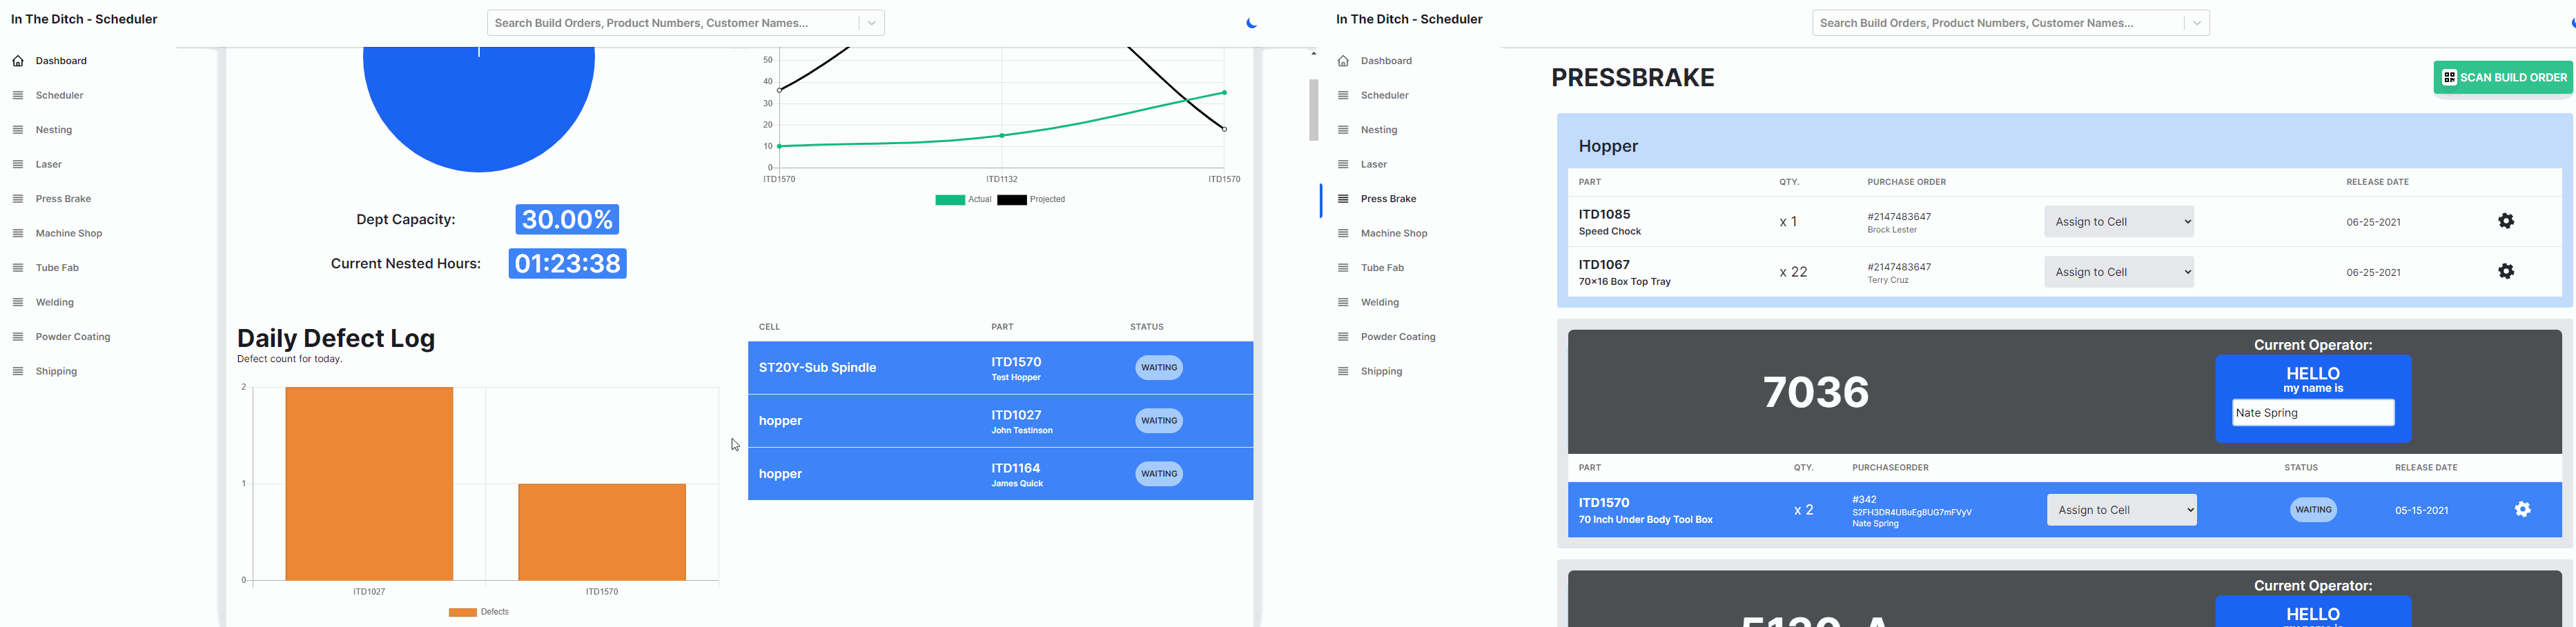 In The Ditch - Scheduler
Search Build Orders, Product Numbers, Customer Names...
Dashboard
Scheduler
Nesting
Laser
Press Brake
Machine Shop
Tube Fab
Welding
Powder Coating
Shipping
Dept Capacity: 30.00%
Current Nested Hours: 01:23:38
50
40
30
20
10
0
ITD1570 ITD1132 ITD1570
Actual Projected
Daily Defect Log
Defect count for today.
2
1
0
ITD1027 ITD1570
Defects
CELL PART STATUS
ST20Y-Sub Spindle ITD1570 WAITING
Test Hopper
hopper ITD1027 WAITING
John Testinson
hopper ITD1164 WAITING
James Quick
In The Ditch - Scheduler
Search Build Orders, Product Numbers, Customer Names...
Dashboard
Scheduler
Nesting
Laser
Press Brake
Machine Shop
Tube Fab
Welding
Powder Coating
Shipping
PRESSBRAKE
SCAN BUILD ORDER
Hopper
PART QTY. PURCHASE ORDER RELEASE DATE
ITD1085 x 1 #2147483647 Assign to Cell 06-25-2021
Speed Chock Brock Lester
ITD1067 x 22 #2147483647 Assign to Cell 06-25-2021
70x16 Box Top Tray Terry Cruz
7036
Current Operator:
HELLO
my name is
Nate Spring
PART QTY. PURCHASEORDER STATUS RELEASE DATE
ITD1570 x 2 #342 Assign to Cell WAITING 05-15-2021
70 Inch Under Body Tool Box S2FH3DR4UBuEg8UG7mFVyV
Nate Spring
Current Operator:
HELLO